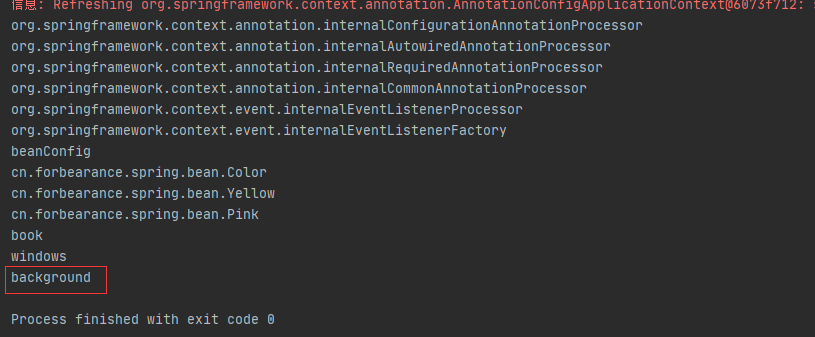 信息: Refreshing org.springframework.context.annotation.AnnotationConfigApplicationContext@6073f712:
org.springframework.context.annotation.internalConfigurationAnnotationProcessor
org.springframework.context.annotation.internalAutowiredAnnotationProcessor
org.springframework.context.annotation.internalRequiredAnnotationProcessor
org.springframework.context.annotation.internalCommonAnnotationProcessor
org.springframework.context.event.internalEventListenerProcessor
org.springframework.context.event.internalEventListenerFactory
beanConfig
cn.forbearance.spring.bean.Color
cn.forbearance.spring.bean.Yellow
cn.forbearance.spring.bean.Pink
book
windows
background
Process finished with exit code 0